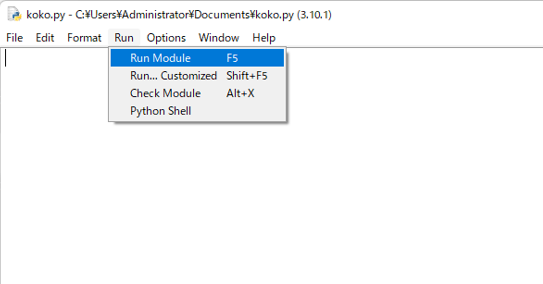 koko.py - C:¥Users¥Administrator¥Documents¥koko.py (3.10.1)
File Edit Format Run Options Window Help
Run Module F5
Run... Customized Shift+F5
Check Module Alt+X
Python Shell